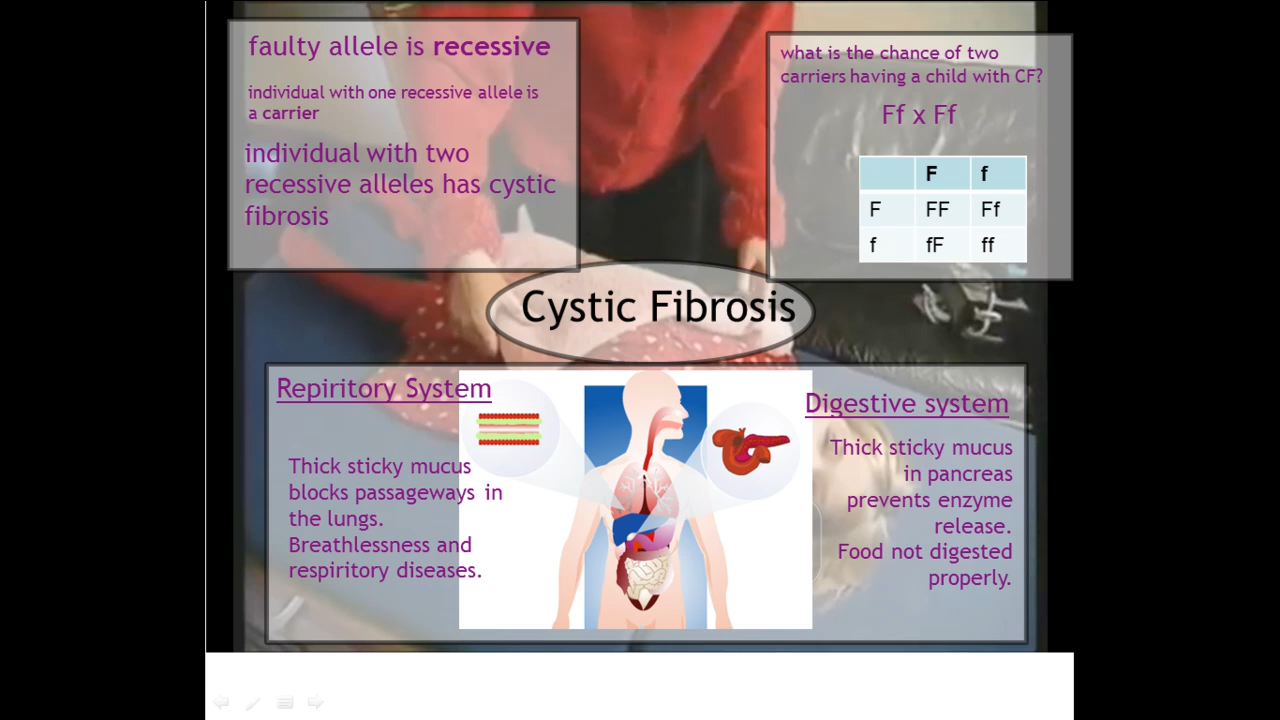 faulty allele is recessive
individual with one recessive allele is
a carrier
individual with two
recessive alleles has cystic
fibrosis
what is the chance of two
carriers having a child with CF?
Ff x Ff
F f
F FF Ff
f fF ff
Cystic Fibrosis
Repiritory System
Thick sticky mucus
blocks passageways in
the lungs.
Breathlessness and
respiritory diseases.
Digestive system
Thick sticky mucus
in pancreas
prevents enzyme
release.
Food not digested
properly.